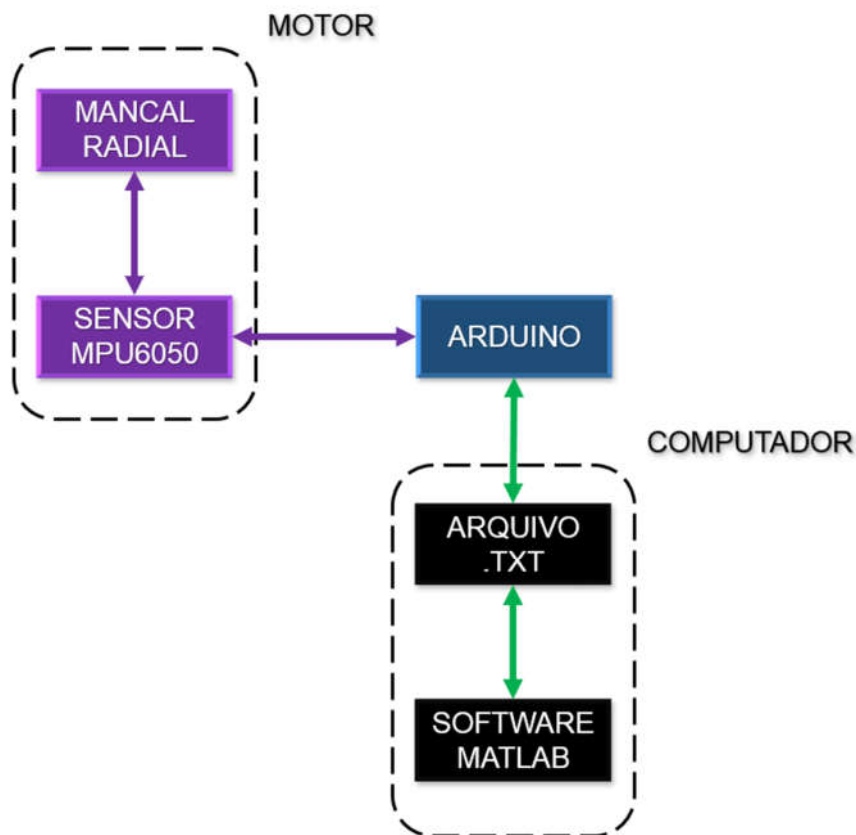 MOTOR
MANCAL
RADIAL
SENSOR
MPU6050
ARDUINO
COMPUTADOR
ARQUIVO
.TXT
SOFTWARE
MATLAB